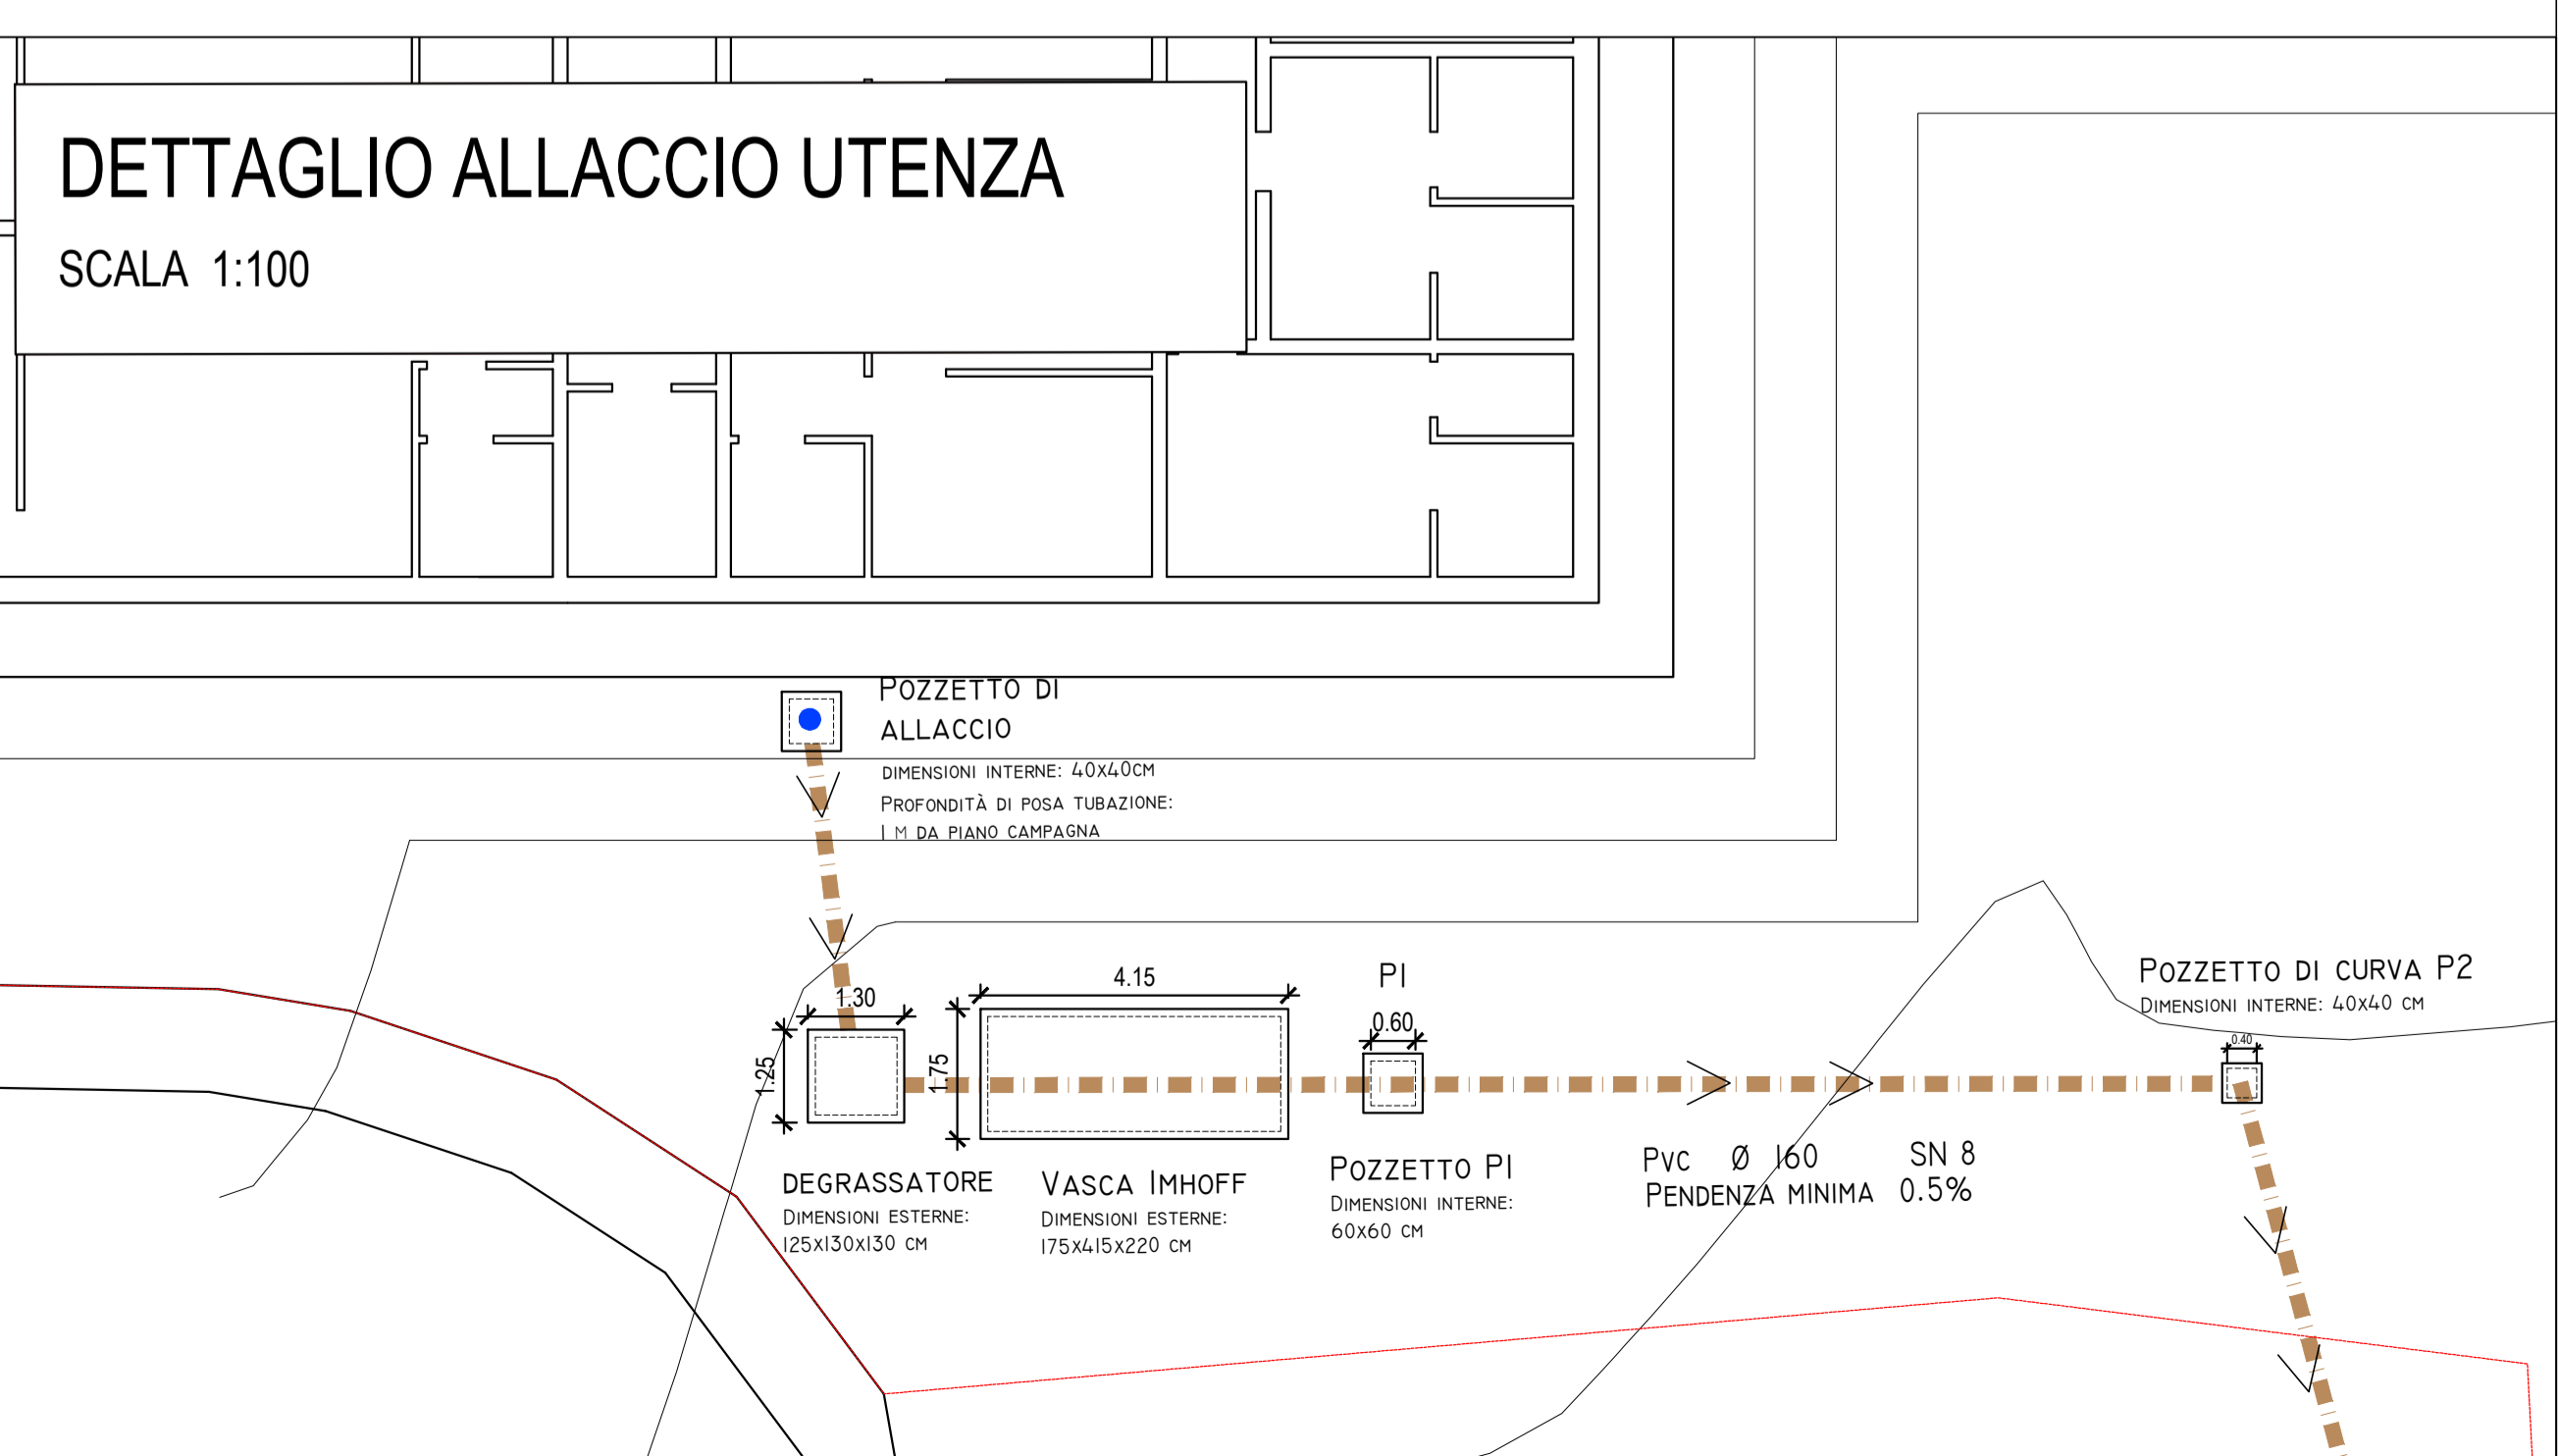 DETTAGLIO ALLACCIO UTENZA
SCALA 1:100
POZZETTO DI
ALLACCIO
DIMENSIONI INTERNE: 40X40CM
PROFONDITÀ DI POSA TUBAZIONE:
1 M DA PIANO CAMPAGNA
1.30
1.25
4.15
1.75
P1
0.60
POZZETTO DI CURVA P2
DIMENSIONI INTERNE: 40X40 CM
0.40
DEGRASSATORE
DIMENSIONI ESTERNE:
125X130X130 CM
VASCA IMHOFF
DIMENSIONI ESTERNE:
175X415X220 CM
POZZETTO P1
DIMENSIONI INTERNE:
60X60 CM
PVC Ø 160 SN 8
PENDENZA MINIMA 0.5%